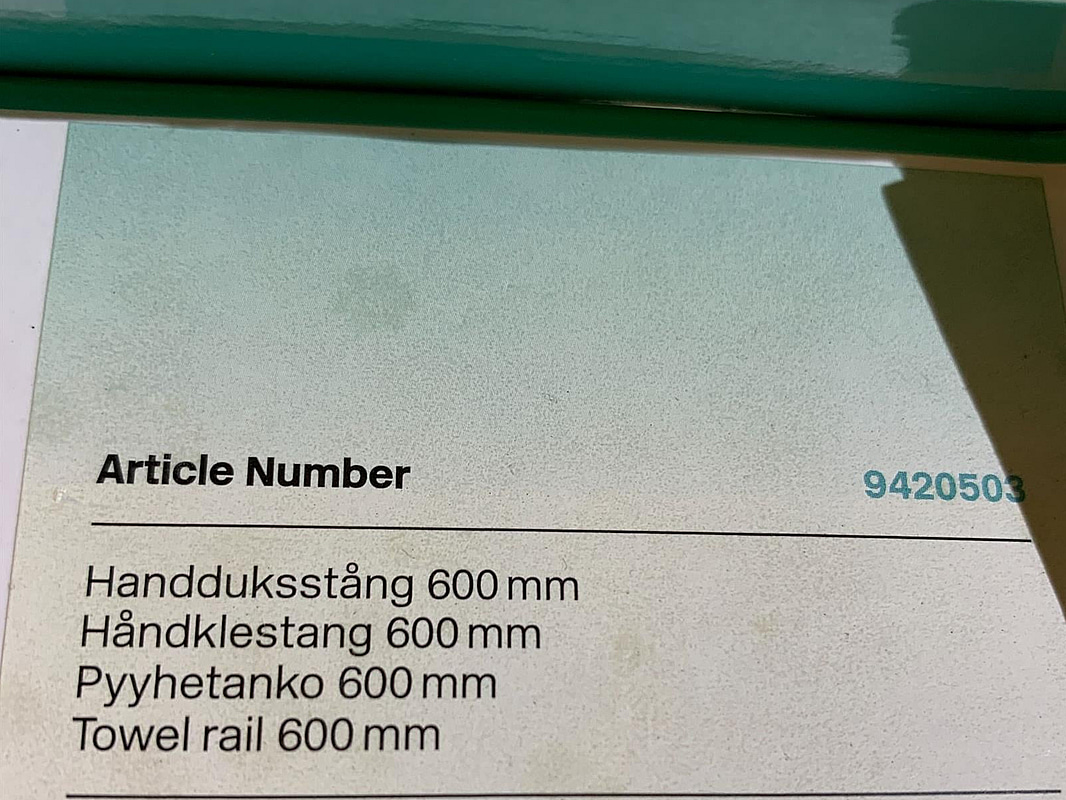 Article Number 9420503
Handduksstång 600 mm
Håndklestang 600 mm
Pyyhetanko 600 mm
Towel rail 600 mm